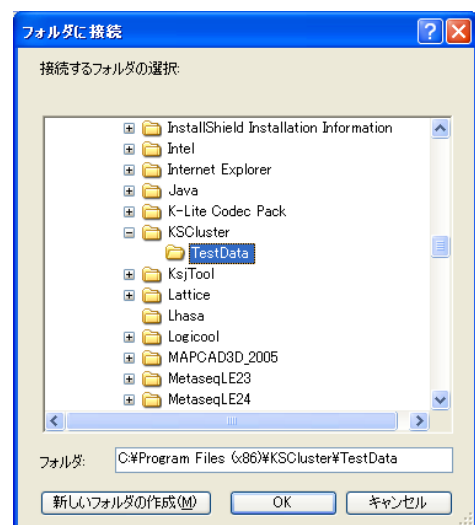 フォルダに接続
接続するフォルダの選択:
InstallShield Installation Information
Intel
Internet Explorer
Java
K-Lite Codec Pack
KSCluster
TestData
KsjTool
Lattice
Lhasa
Logicool
MAPCAD3D_2005
MetaseqLE23
MetaseqLE24
フォルダ: C:¥Program Files (x86)¥KSCluster¥TestData
新しいフォルダの作成(M) OK キャンセル